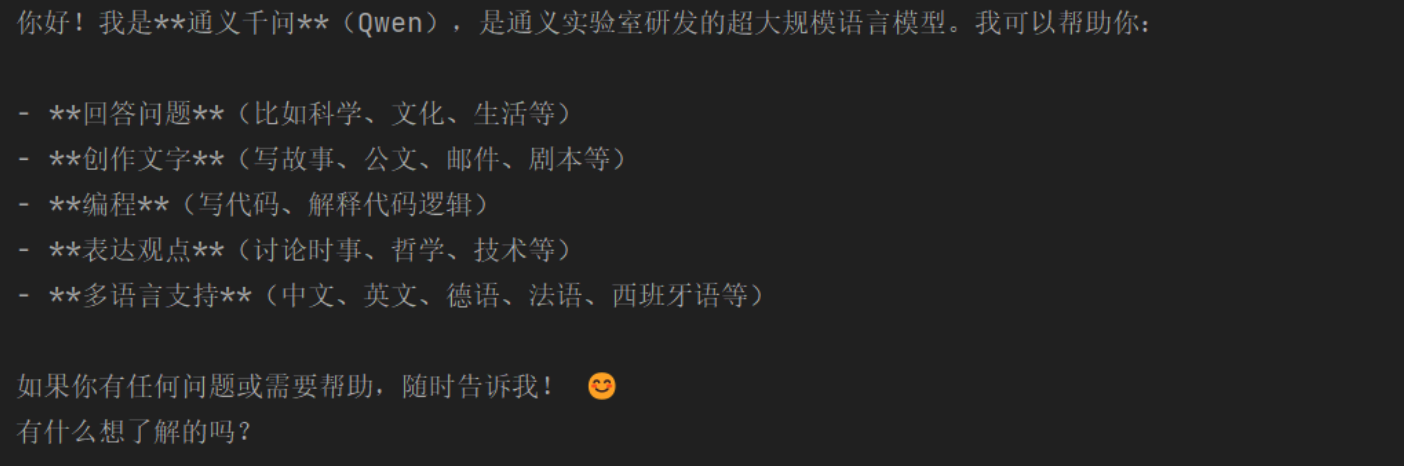 你好！我是**通义千问**（Qwen），是通义实验室研发的超大规模语言模型。我可以帮助你：
- **回答问题**（比如科学、文化、生活等）
- **创作文字**（写故事、公文、邮件、剧本等）
- **编程**（写代码、解释代码逻辑）
- **表达观点**（讨论时事、哲学、技术等）
- **多语言支持**（中文、英文、德语、法语、西班牙语等）
如果你有任何问题或需要帮助，随时告诉我！ 😊
有什么想了解的吗？